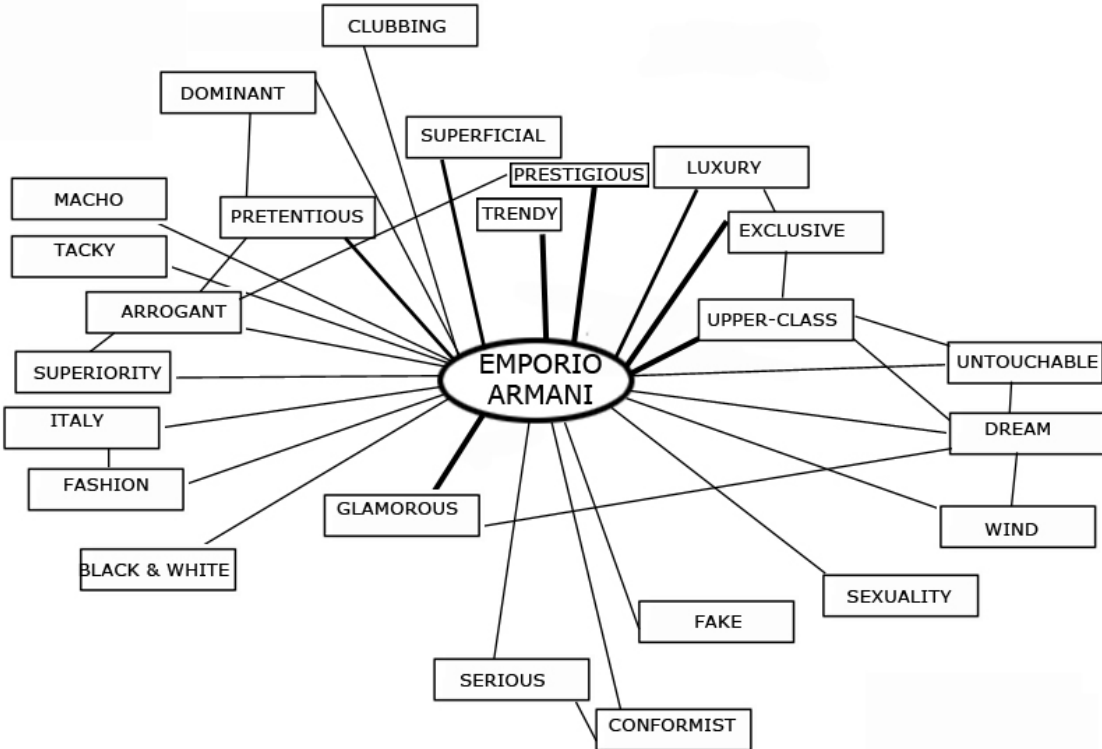 CLUBBING
DOMINANT
SUPERFICIAL
PRESTIGIOUS
LUXURY
MACHO
PRETENTIOUS
TRENDY
EXCLUSIVE
TACKY
ARROGANT
UPPER-CLASS
SUPERIORITY
EMPORIO
ARMANI
UNTOUCHABLE
ITALY
DREAM
FASHION
GLAMOROUS
WIND
BLACK & WHITE
SEXUALITY
FAKE
SERIOUS
CONFORMIST